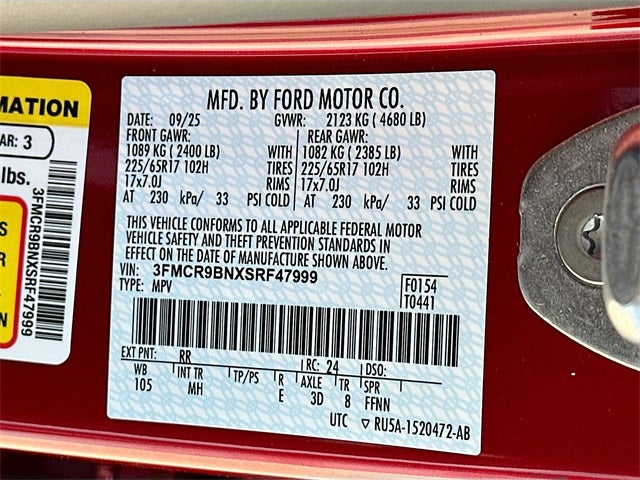 MATION
AR: 3
lbs.
3FMCR9BNXSRF47999
MFD. BY FORD MOTOR CO.
DATE: 09/25 GVWR: 2123 KG ( 4680 LB)
FRONT GAWR: REAR GAWR:
1089 KG ( 2400 LB) WITH 1082 KG ( 2385 LB) WITH
225/65R17 102H TIRES 225/65R17 102H TIRES
17x7.0J RIMS 17x7.0J RIMS
AT 230 kPa/ 33 PSI COLD AT 230 kPa/ 33 PSI COLD
THIS VEHICLE CONFORMS TO ALL APPLICABLE FEDERAL MOTOR
VEHICLE SAFETY AND THEFT PREVENTION STANDARDS IN
EFFECT ON THE DATE OF MANUFACTURE SHOWN ABOVE.
VIN: 3FMCR9BNXSRF47999
TYPE: MPV
F0154
T0441
EXT PNT: RR RC: 24 DSO:
WB INT TR TP/PS R AXLE TR SPR
105 MH E 3D 8 FFNN
UTC ▽ RU5A-1520472-AB